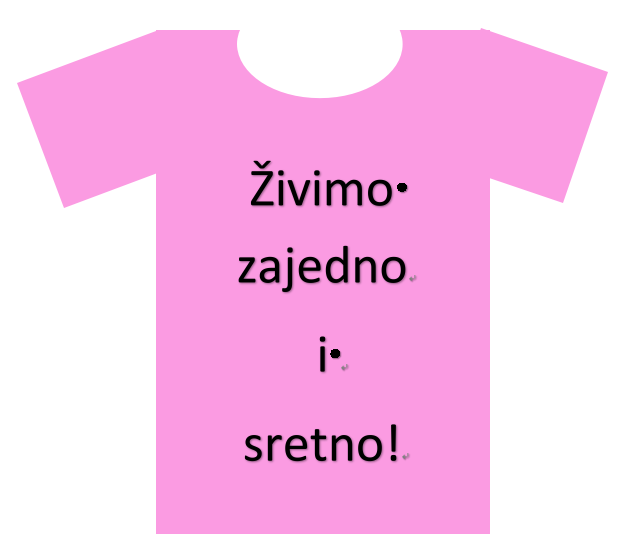 Živimo
zajedno
i
sretno!